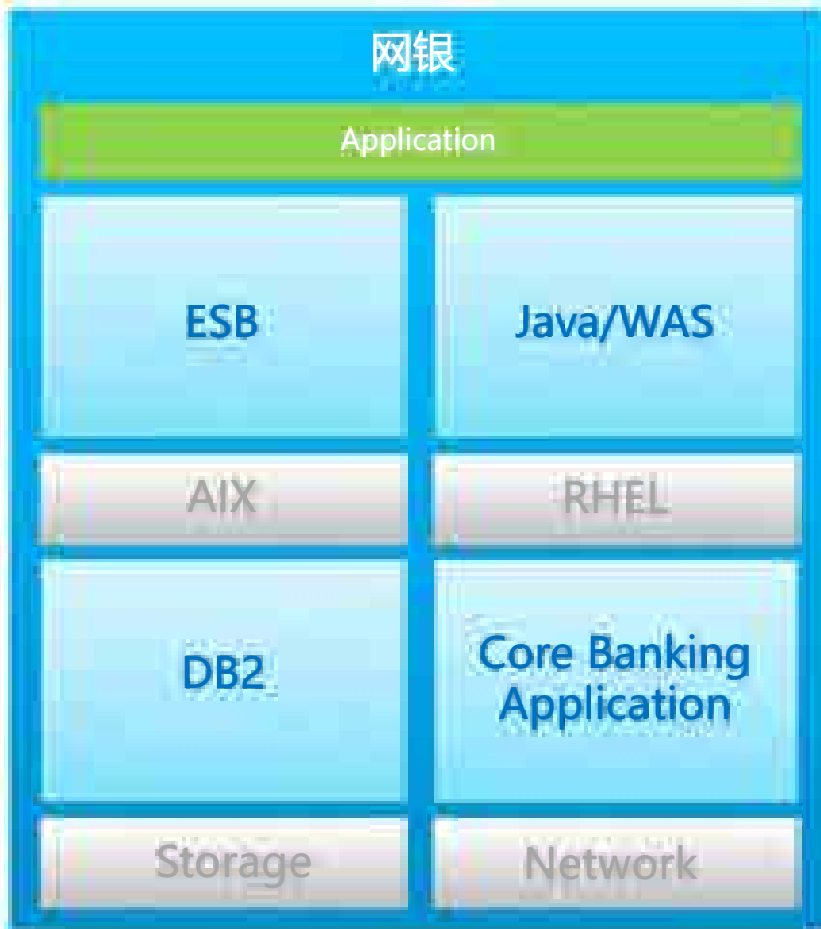 网银
Application
ESB
Java/WAS
AIX
RHEL
DB2
Core Banking
Application
Storage
Network